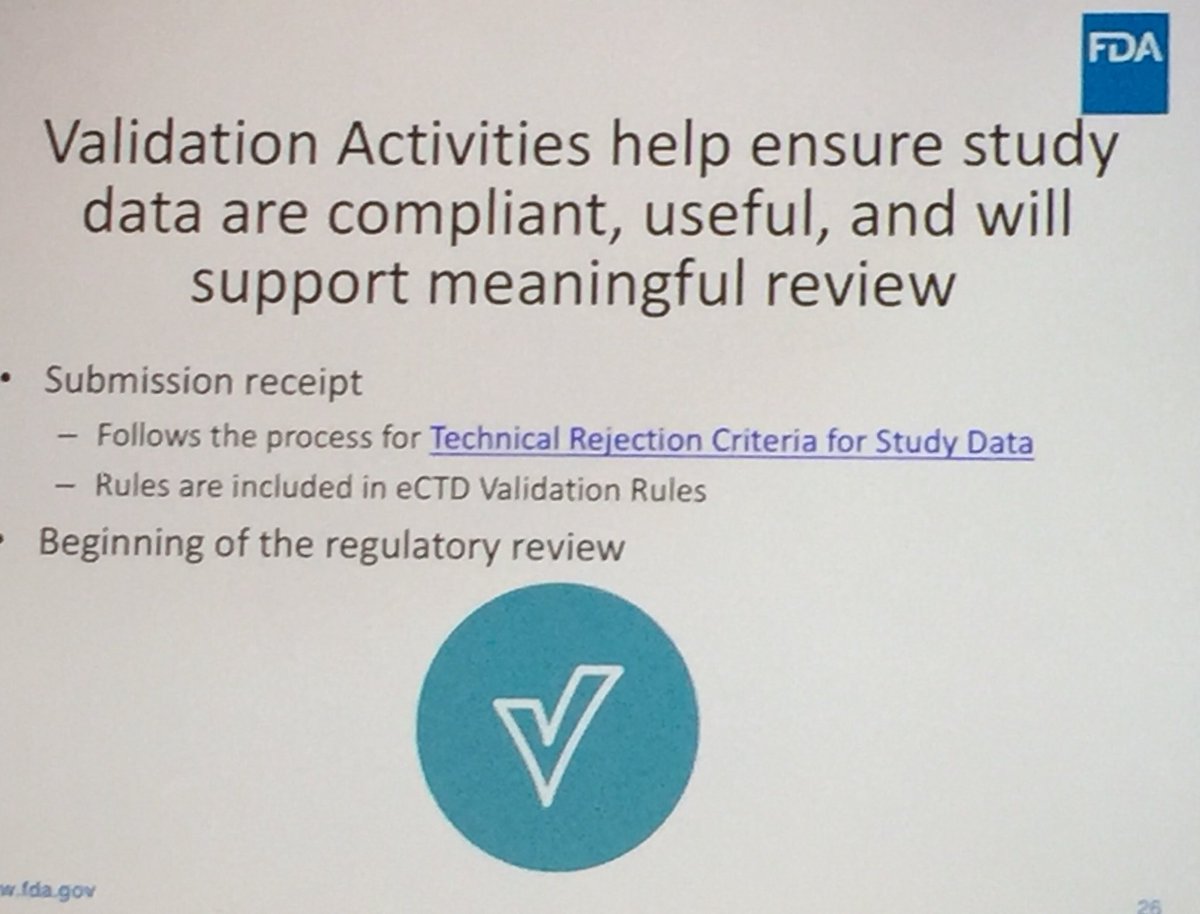 FDA
Validation Activities help ensure study
data are compliant, useful, and will
support meaningful review
• Submission receipt
– Follows the process for Technical Rejection Criteria for Study Data
– Rules are included in eCTD Validation Rules
• Beginning of the regulatory review
w.fda.gov
26